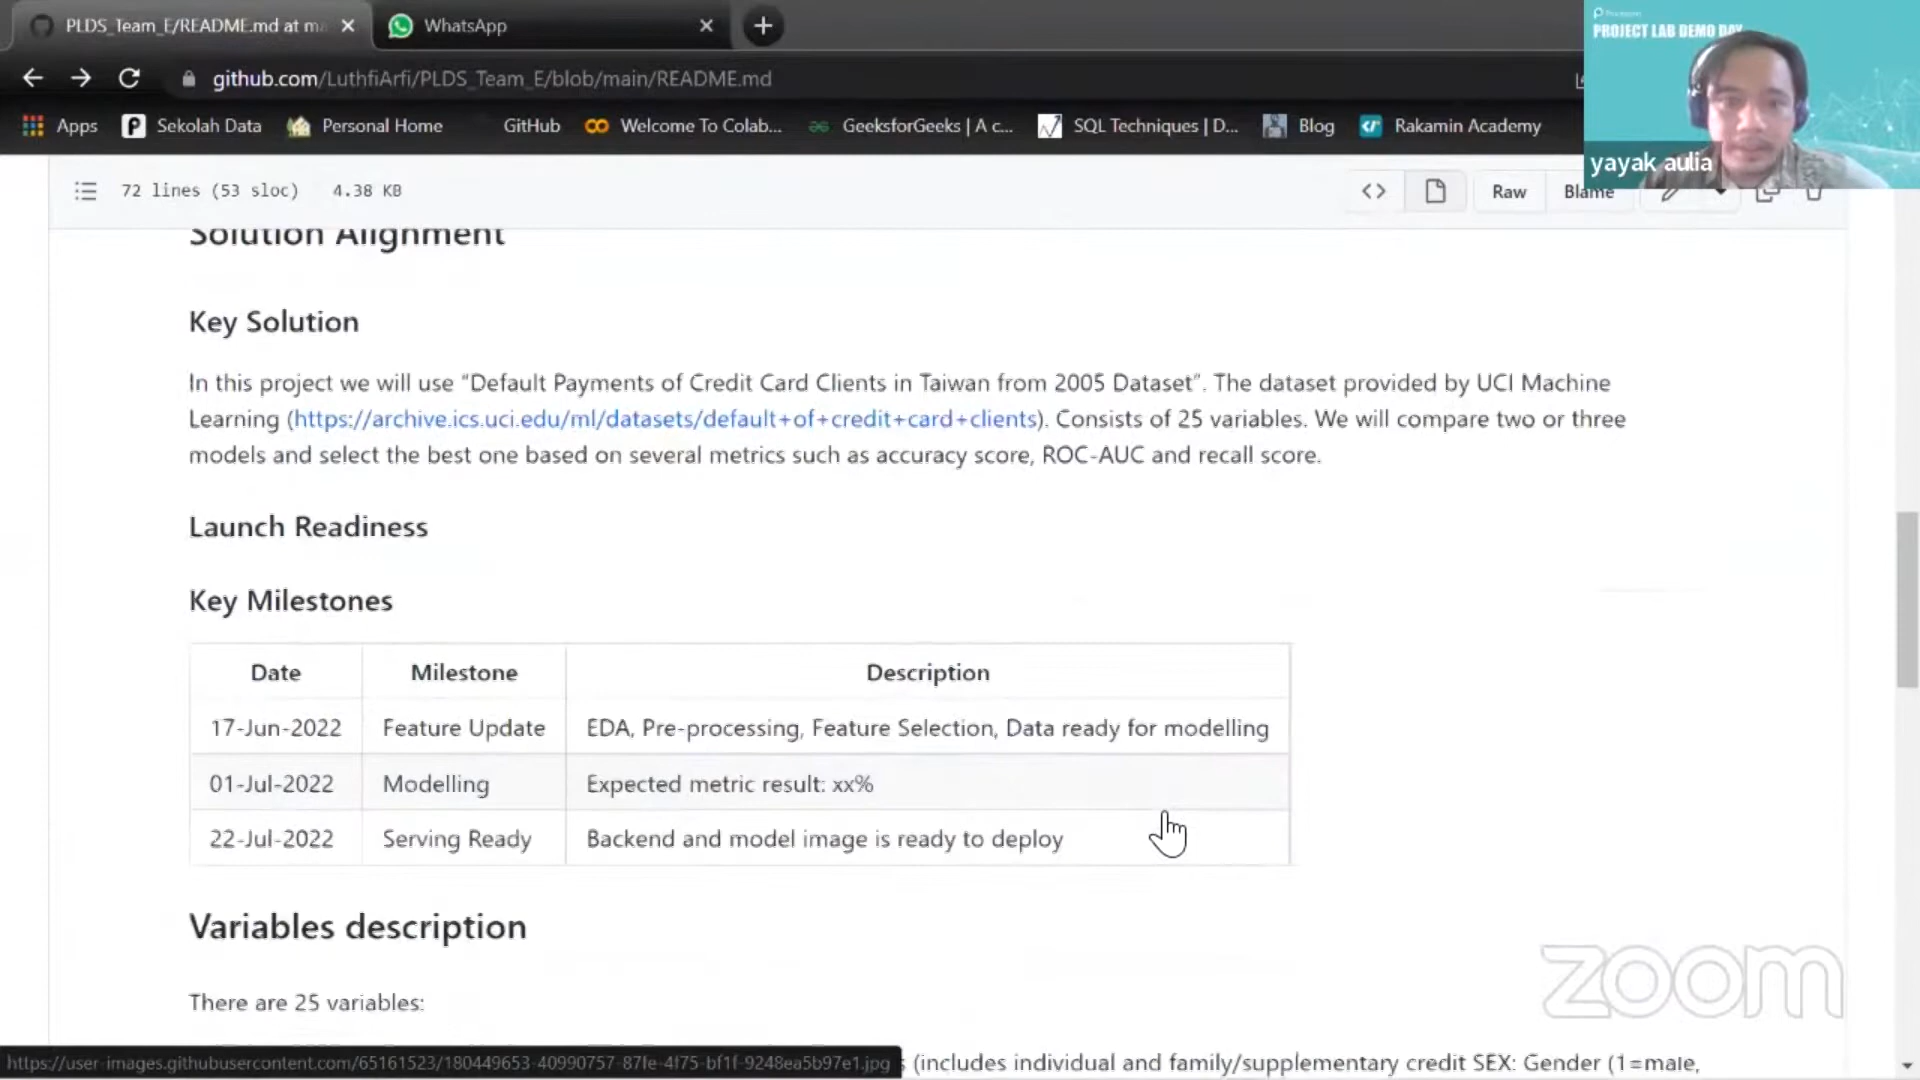 PLDS_Team_E/README.md at ma
WhatsApp
github.com/LuthfiArfi/PLDS_Team_E/blob/main/README.md
Apps
Sekolah Data
Personal Home
GitHub
Welcome To Colab...
GeeksforGeeks | A c...
SQL Techniques | D...
Blog
Rakamin Academy
PROJECT LAB DEMO DAY
yayak aulia
72 lines (53 sloc) 4.38 KB
Raw
Blame
Solution Alignment
Key Solution
In this project we will use “Default Payments of Credit Card Clients in Taiwan from 2005 Dataset”. The dataset provided by UCI Machine
Learning (https://archive.ics.uci.edu/ml/datasets/default+of+credit+card+clients). Consists of 25 variables. We will compare two or three
models and select the best one based on several metrics such as accuracy score, ROC-AUC and recall score.
Launch Readiness
Key Milestones
Date Milestone Description
17-Jun-2022 Feature Update EDA, Pre-processing, Feature Selection, Data ready for modelling
01-Jul-2022 Modelling Expected metric result: xx%
22-Jul-2022 Serving Ready Backend and model image is ready to deploy
Variables description
There are 25 variables:
https://user-images.githubusercontent.com/65161523/180449653-40990757-87fe-4f75-bf1f-9248ea5b97e1.jpg
(includes individual and family/supplementary credit SEX: Gender (1=male,
zoom